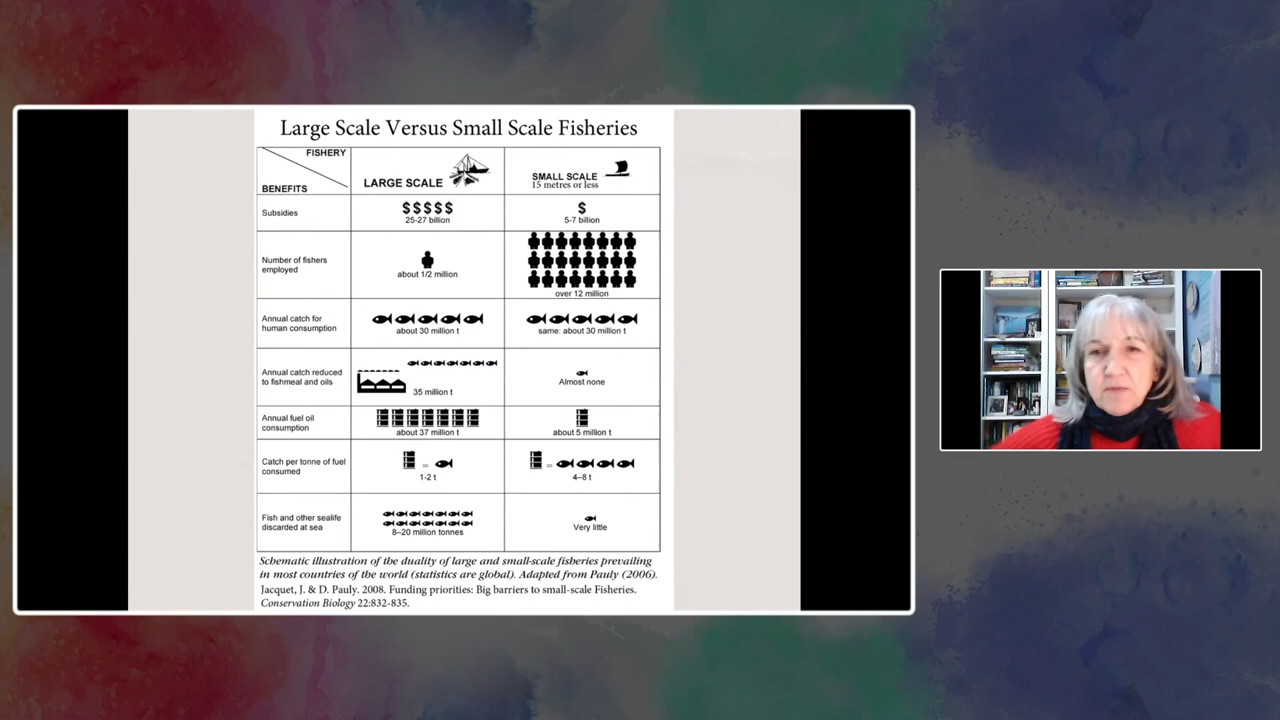 Large Scale Versus Small Scale Fisheries
FISHERY
BENEFITS
LARGE SCALE
SMALL SCALE
15 metres or less
Subsidies
$$$$$
25-27 billion
$
5-7 billion
Number of fishers
employed
about 1/2 million
over 12 million
Annual catch for
human consumption
about 30 million t
same: about 30 million t
Annual catch reduced
to fishmeal and oils
35 million t
Almost none
Annual fuel oil
consumption
about 37 million t
about 5 million t
Catch per tonne of fuel
consumed
=
1-2 t
=
4–8 t
Fish and other sealife
discarded at sea
8–20 million tonnes
Very little
Schematic illustration of the duality of large and small-scale fisheries prevailing
in most countries of the world (statistics are global). Adapted from Pauly (2006).
Jacquet, J. & D. Pauly. 2008. Funding priorities: Big barriers to small-scale Fisheries.
Conservation Biology 22:832-835.